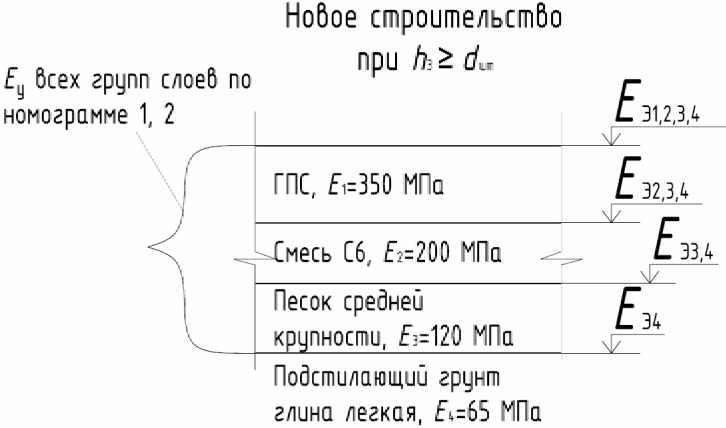 Новое строительство
при h₃ ≥ dшт
Eу всех групп слоев по
номограмме 1, 2
EЭ1,2,3,4
ГПС, E₁=350 МПа
EЭ2,3,4
Смесь С6, E₂=200 МПа
EЭ3,4
Песок средней
крупности, E₃=120 МПа
EЭ4
Подстилающий грунт
глина легкая, E₄=65 МПа